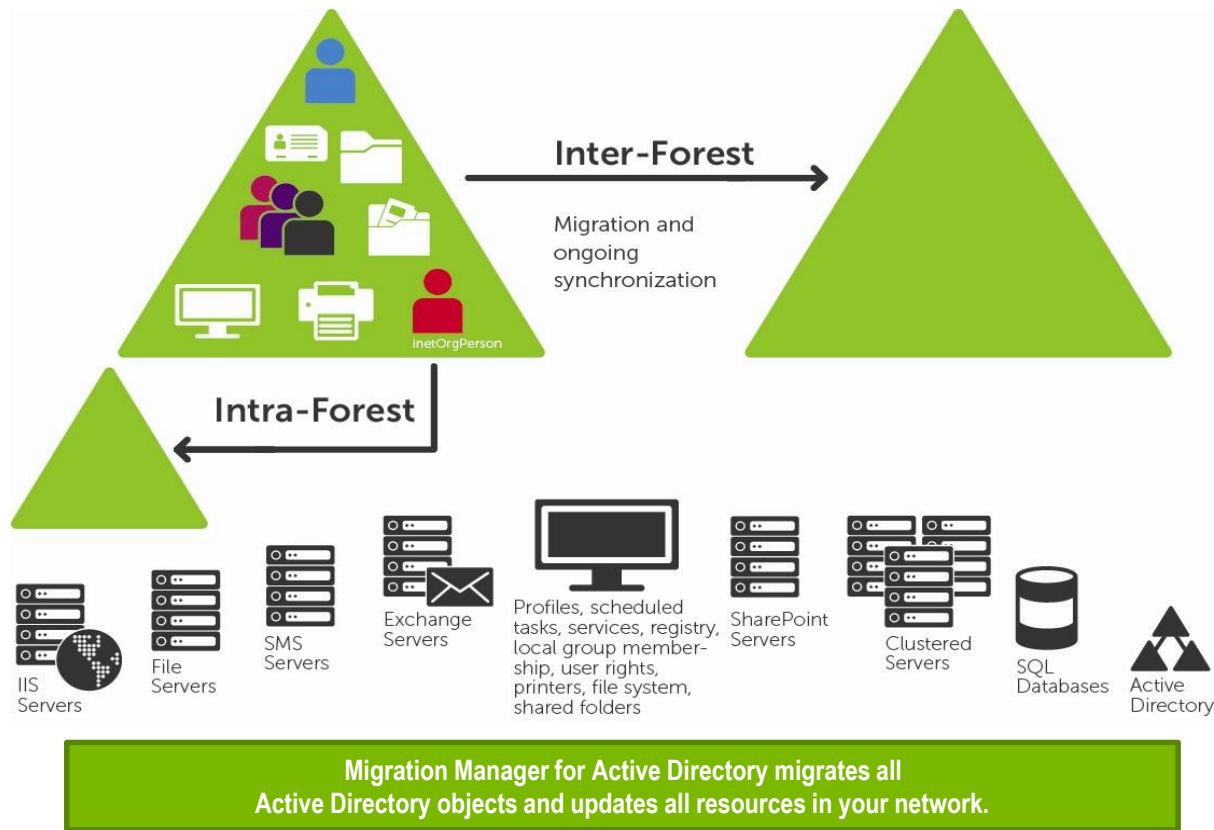 Inter-Forest
Migration and
ongoing
synchronization
inetOrgPerson
Intra-Forest
IIS
Servers
File
Servers
SMS
Servers
Exchange
Servers
Profiles, scheduled
tasks, services, registry,
local group member-
ship, user rights,
printers, file system,
shared folders
SharePoint
Servers
Clustered
Servers
SQL
Databases
Active
Directory
Migration Manager for Active Directory migrates all
Active Directory objects and updates all resources in your network.